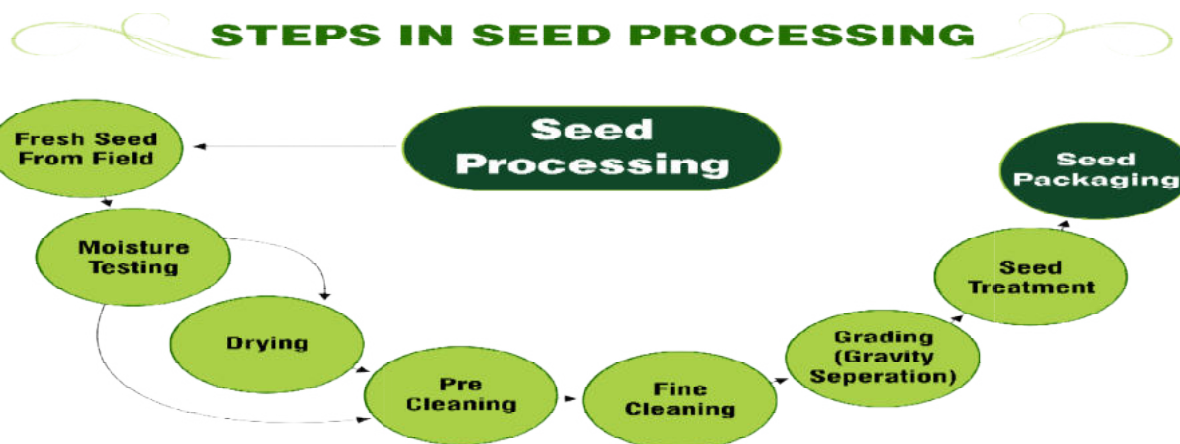 STEPS IN SEED PROCESSING
Seed
Processing
Fresh Seed
From Field
Moisture
Testing
Drying
Pre
Cleaning
Fine
Cleaning
Grading
(Gravity
Seperation)
Seed
Treatment
Seed
Packaging